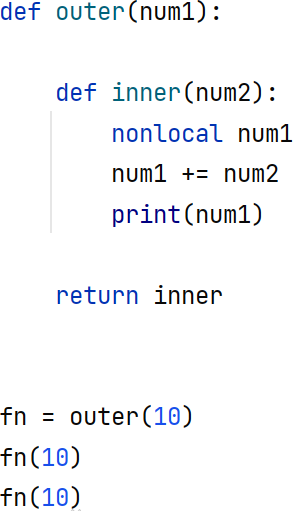 def outer(num1):
    def inner(num2):
        nonlocal num1
        num1 += num2
        print(num1)
    return inner
fn = outer(10)
fn(10)
fn(10)